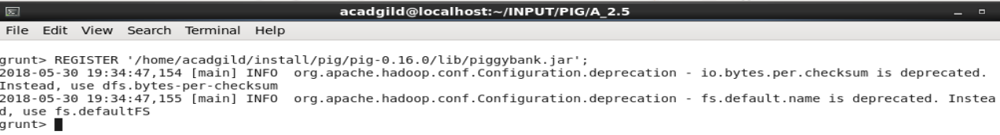 acadgild@localhost:~/INPUT/PIG/A_2.5
File Edit View Search Terminal Help
grunt> REGISTER '/home/acadgild/install/pig/pig-0.16.0/lib/piggybank.jar';
2018-05-30 19:34:47,154 [main] INFO  org.apache.hadoop.conf.Configuration.deprecation - io.bytes.per.checksum is deprecated.
Instead, use dfs.bytes-per-checksum
2018-05-30 19:34:47,155 [main] INFO  org.apache.hadoop.conf.Configuration.deprecation - fs.default.name is deprecated. Instea
d, use fs.defaultFS
grunt>